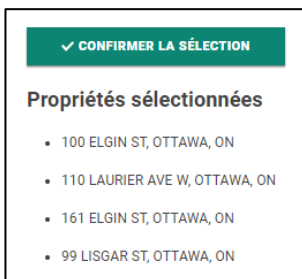 ✓ CONFIRMER LA SÉLECTION
Propriétés sélectionnées
• 100 ELGIN ST, OTTAWA, ON
• 110 LAURIER AVE W, OTTAWA, ON
• 161 ELGIN ST, OTTAWA, ON
• 99 LISGAR ST, OTTAWA, ON